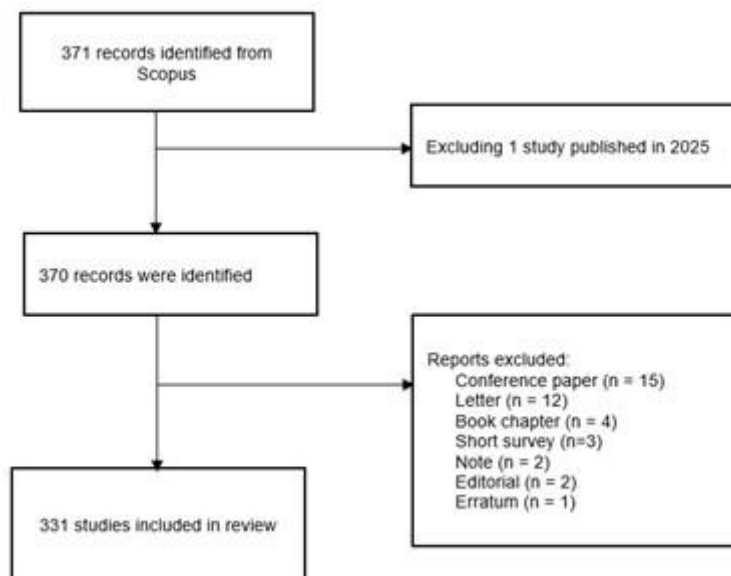 371 records identified from
Scopus
Excluding 1 study published in 2025
370 records were identified
Reports excluded:
Conference paper (n = 15)
Letter (n = 12)
Book chapter (n = 4)
Short survey (n=3)
Note (n = 2)
Editorial (n = 2)
Erratum (n = 1)
331 studies included in review